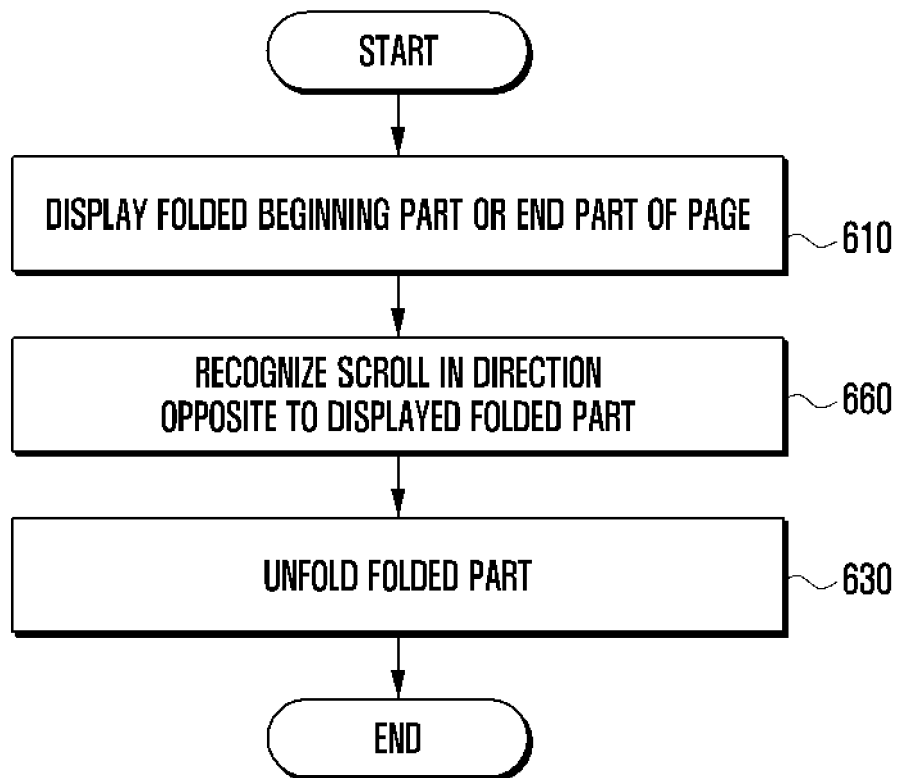 START
DISPLAY FOLDED BEGINNING PART OR END PART OF PAGE
610
RECOGNIZE SCROLL IN DIRECTION
OPPOSITE TO DISPLAYED FOLDED PART
660
UNFOLD FOLDED PART
630
END